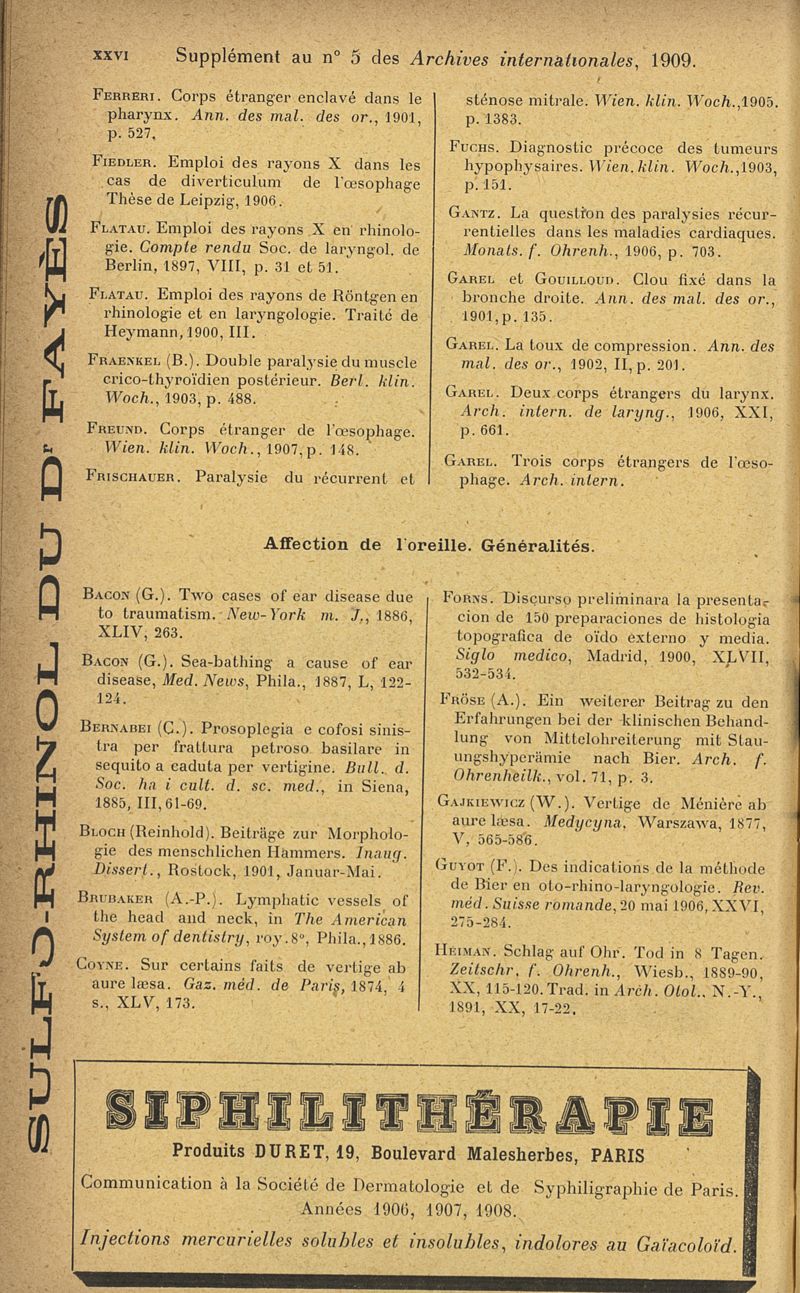 XXVI Supplément au n° 5 des Archives internationales, 1909.
FERRERI. Corps étranger enclavé dans le
pharynx. Ann. des mal. des or., 1901,
p. 527.
FIEDLER. Emploi des rayons X dans les
cas de diverticulum de l'œsophage
Thèse de Leipzig, 1906.
FLATAU. Emploi des rayons X en rhinolo-
gie. Compte rendu Soc. de laryngol. de
Berlin, 1897, VIII, p. 31 et 51.
FLATAU. Emploi des rayons de Röntgen en
rhinologie et en laryngologie. Traité de
Heymann, 1900, III.
FRAENKEL (B.). Double paralysie du muscle
crico-thyroïdien postérieur. Berl. klin.
Woch., 1903, p. 488.
FREUND. Corps étranger de l'œsophage.
Wien. klin. Woch., 1907, p. 148.
FRISCHAUER. Paralysie du récurrent et
sténose mitrale. Wien. klin. Woch., 1905.
p. 1383.
FUCHS. Diagnostic précoce des tumeurs
hypophysaires. Wien. klin. Woch., 1903,
p. 151.
GANTZ. La question des paralysies récur-
rentielles dans les maladies cardiaques.
Monats. f. Ohrenh., 1906, p. 703.
GAREL et GOUILLOUD. Clou fixé dans la
bronche droite. Ann. des mal. des or.,
1901, p. 135.
GAREL. La toux de compression. Ann. des
mal. des or., 1902, II, p. 201.
GAREL. Deux corps étrangers du larynx.
Arch. intern. de laryng., 1906, XXI,
p. 661.
GAREL. Trois corps étrangers de l'œso-
phage. Arch. intern.
Affection de l'oreille. Généralités.
BACON (G.). Two cases of ear disease due
to traumatism. New-York m. J., 1886,
XLIV, 263.
BACON (G.). Sea-bathing a cause of ear
disease, Med. News, Phila., 1887, L, 122-
124.
BERNABEI (C.). Prosoplegia e cofosi sinis-
tra per frattura petroso basilare in
sequito a caduta per vertigine. Bull. d.
Soc. ha i cult. d. sc. med., in Siena,
1885, III, 61-69.
BLOCH (Reinhold). Beiträge zur Morpholo-
gie des menschlichen Hammers. Inaug.
Dissert., Rostock, 1901, Januar-Mai.
BRUBAKER (A.-P.). Lymphatic vessels of
the head and neck, in The American
System of dentistry, roy. 8°, Phila., 1886.
COYNE. Sur certains faits de vertige ab
aure læsa. Gaz. méd. de Paris, 1874, 4
s., XLV, 173.
FORNS. Discurso preliminara la presenta-
cion de 150 preparaciones de histologia
topografica de oïdo externo y media.
Siglo medico, Madrid, 1900, XLVII,
532-534.
FRÖSE (A.). Ein weiterer Beitrag zu den
Erfahrungen bei der klinischen Behand-
lung von Mittelohreiterung mit Stau-
ungshyperämie nach Bier. Arch. f.
Ohrenheilk., vol. 71, p. 3.
GAJKIEWICZ (W.). Vertige de Ménière ab
aure læsa. Medycyna, Warszawa, 1877,
V, 565-586.
GUYOT (F.). Des indications de la méthode
de Bier en oto-rhino-laryngologie. Rev.
méd. Suisse romande, 20 mai 1906, XXVI,
275-284.
HEIMAN. Schlag auf Ohr. Tod in 8 Tagen.
Zeitschr. f. Ohrenh., Wiesb., 1889-90,
XX, 115-120. Trad. in Arch. Otol., N.-Y.,
1891, XX, 17-22.
SULFO-RHINOL DU Dr FAYÈS
SIPHILITHÉRAPIE
Produits DURET, 19, Boulevard Malesherbes, PARIS
Communication à la Société de Dermatologie et de Syphiligraphie de Paris.
Années 1906, 1907, 1908.
Injections mercurielles solubles et insolubles, indolores au Gaïacoloïd.